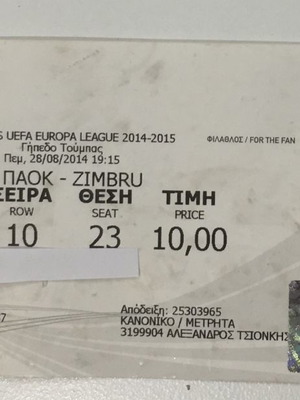 S UEFA EUROPA LEAGUE 2014-2015
Γήπεδο Τούμπας
Πεμ, 28/08/2014 19:15
ΦΙΛΑΘΛΟΣ / FOR THE FAN
ΠΑΟΚ - ZIMBRU
ΣΕΙΡΑ ΘΕΣΗ ΤΙΜΗ
ROW SEAT PRICE
10 23 10,00
Απόδειξη: 25303965
7 ΚΑΝΟΝΙΚΟ / ΜΕΤΡΗΤΑ
3199904 ΑΛΕΞΑΝΔΡΟΣ ΤΣΙΟΝΚΗΣ